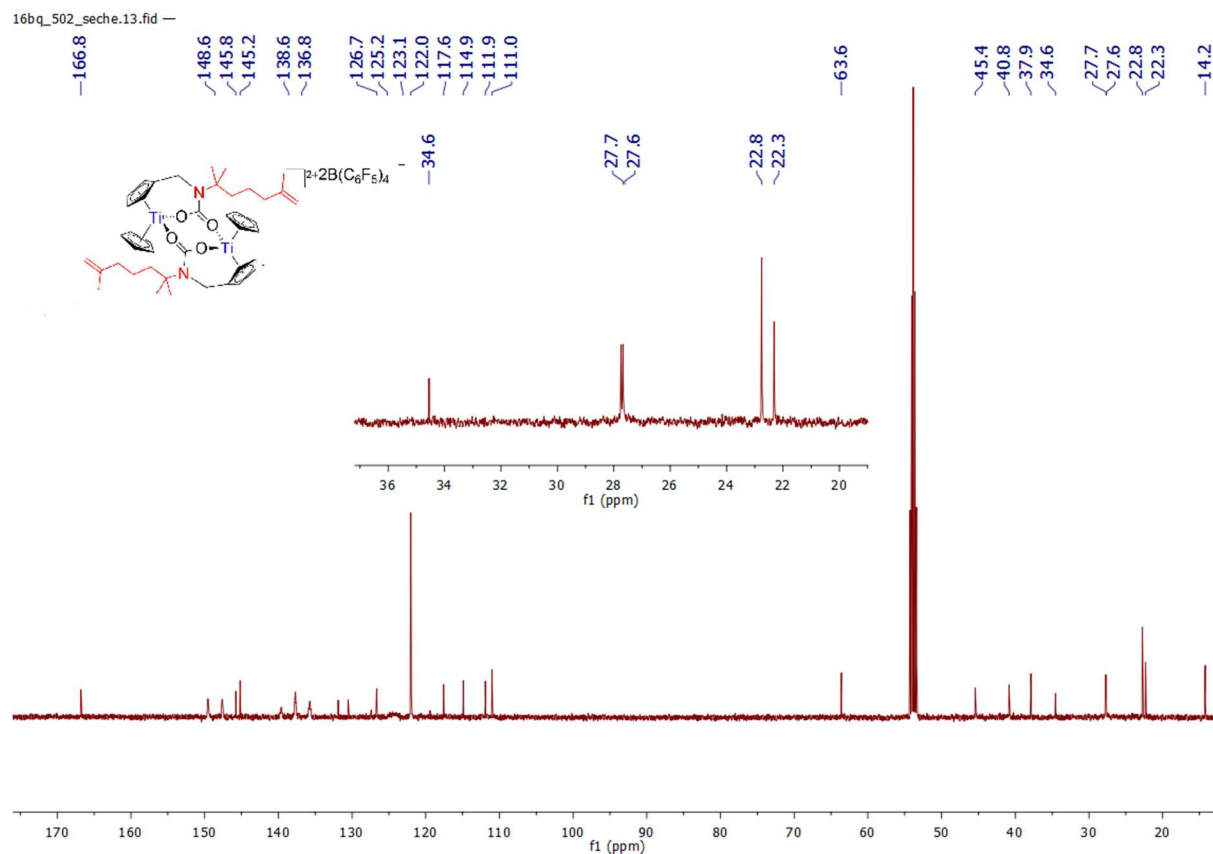 16bq_502_seche.13.fid —
166.8
148.6
145.8
145.2
138.6
136.8
126.7
125.2
123.1
122.0
117.6
114.9
111.9
111.0
63.6
45.4
40.8
37.9
34.6
27.7
27.6
22.8
22.3
14.2
34.6
27.7
27.6
22.8
22.3
2+2B(C6F5)4 -
N
Ti O O
O O Ti
N
36 34 32 30 28 26 24 22 20
f1 (ppm)
170 160 150 140 130 120 110 100 90 80 70 60 50 40 30 20
f1 (ppm)